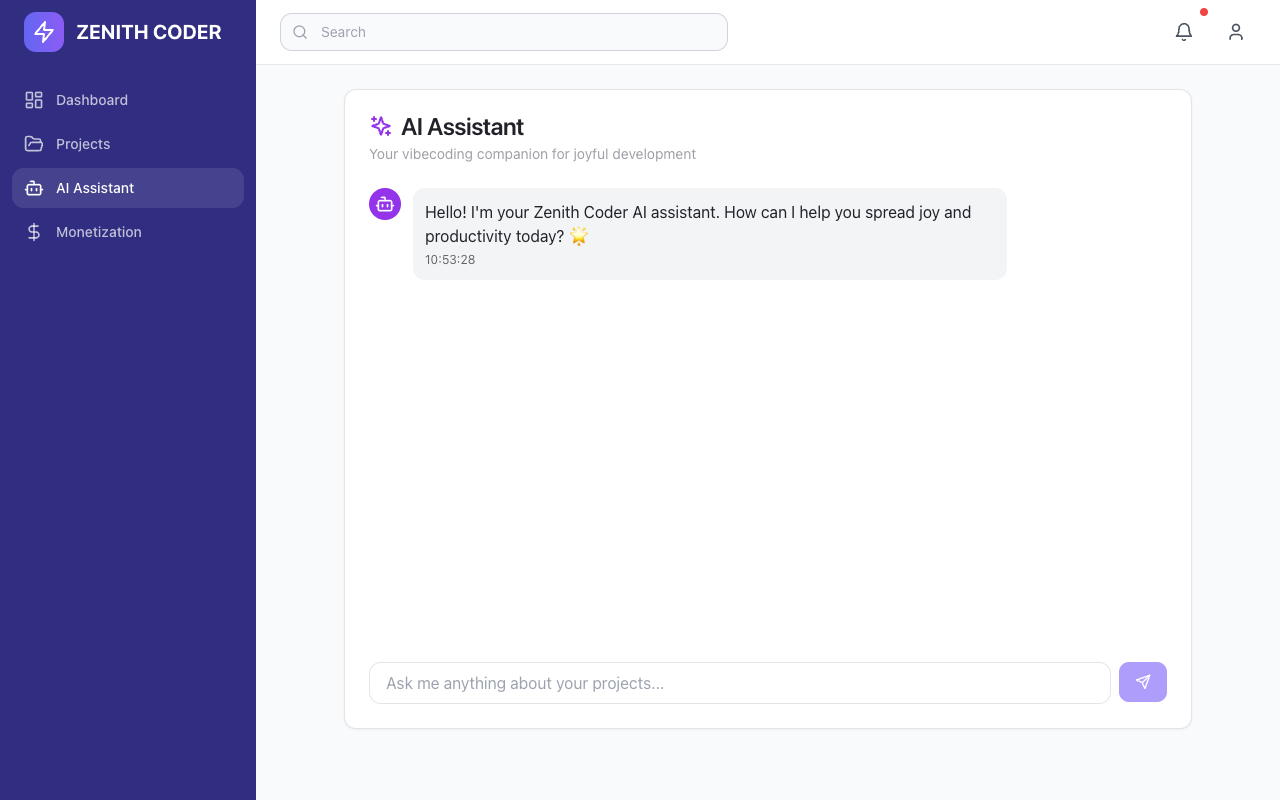 ZENITH CODER
Search
Dashboard
Projects
AI Assistant
Monetization
AI Assistant
Your vibecoding companion for joyful development
Hello! I'm your Zenith Coder AI assistant. How can I help you spread joy and
productivity today? 🌟
10:53:28
Ask me anything about your projects...